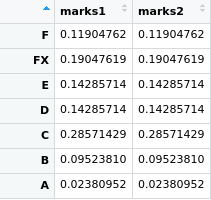 marks1 marks2
F 0.11904762 0.11904762
FX 0.19047619 0.19047619
E 0.14285714 0.14285714
D 0.14285714 0.14285714
C 0.28571429 0.28571429
B 0.09523810 0.09523810
A 0.02380952 0.02380952